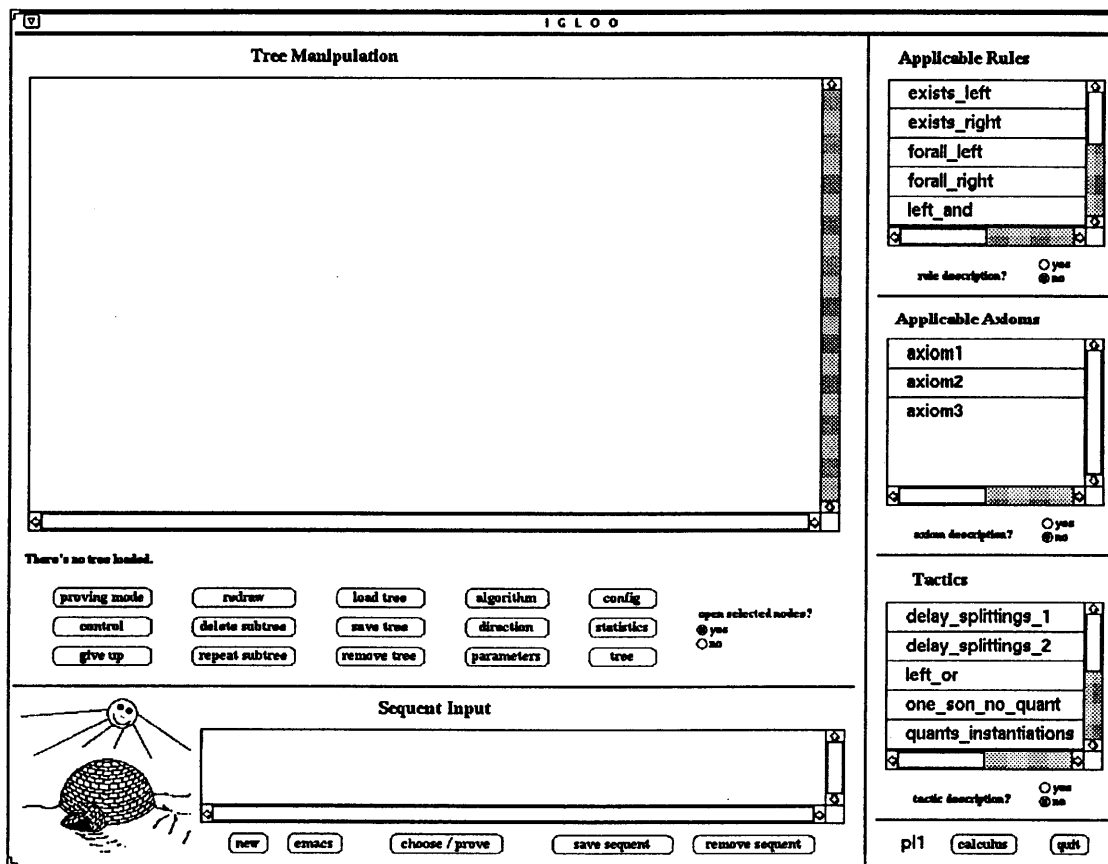 IGLOO
Tree Manipulation
There's no tree loaded.
proving mode redraw load tree algorithm config
control delete subtree save tree direction statistics
give up repeat subtree remove tree parameters tree
open selected nodes?
yes
no
Sequent Input
new emacs choose / prove save sequent remove sequent
Applicable Rules
exists_left
exists_right
forall_left
forall_right
left_and
rule description?
yes
no
Applicable Axioms
axiom1
axiom2
axiom3
axiom description?
yes
no
Tactics
delay_splittings_1
delay_splittings_2
left_or
one_son_no_quant
quants_instantiations
tactic description?
yes
no
pl1 calculus quit